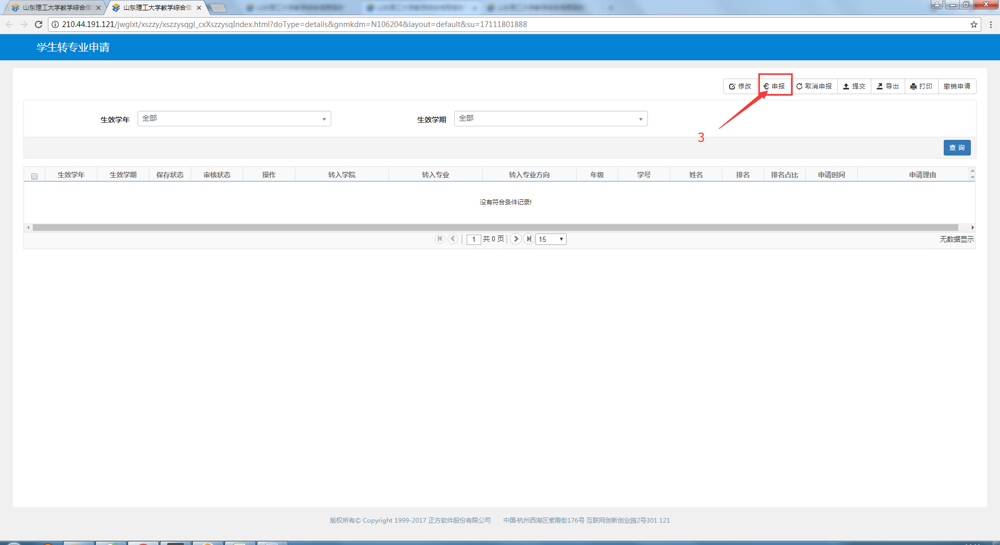 山东理工大学教学综合信
山东理工大学教学综合信
210.44.191.121/jwglxt/xszzy/xszzysqgl_cxXszzysqIndex.html?doType=details&gnmkdm=N106204&layout=default&su=17111801888
学生转专业申请
修改 申报 取消申报 提交 导出 打印 撤销申请
生效学年 全部 生效学期 全部
3
查 询
生效学年 生效学期 保存状态 审核状态 操作 转入学院 转入专业 转入专业方向 年级 学号 姓名 排名 排名占比 申请时间 申请理由
没有符合条件记录!
1 共 0 页 15 无数据显示
版权所有© Copyright 1999-2017 正方软件股份有限公司 中国·杭州西湖区紫霞街176号 互联网创新创业园2号301 121